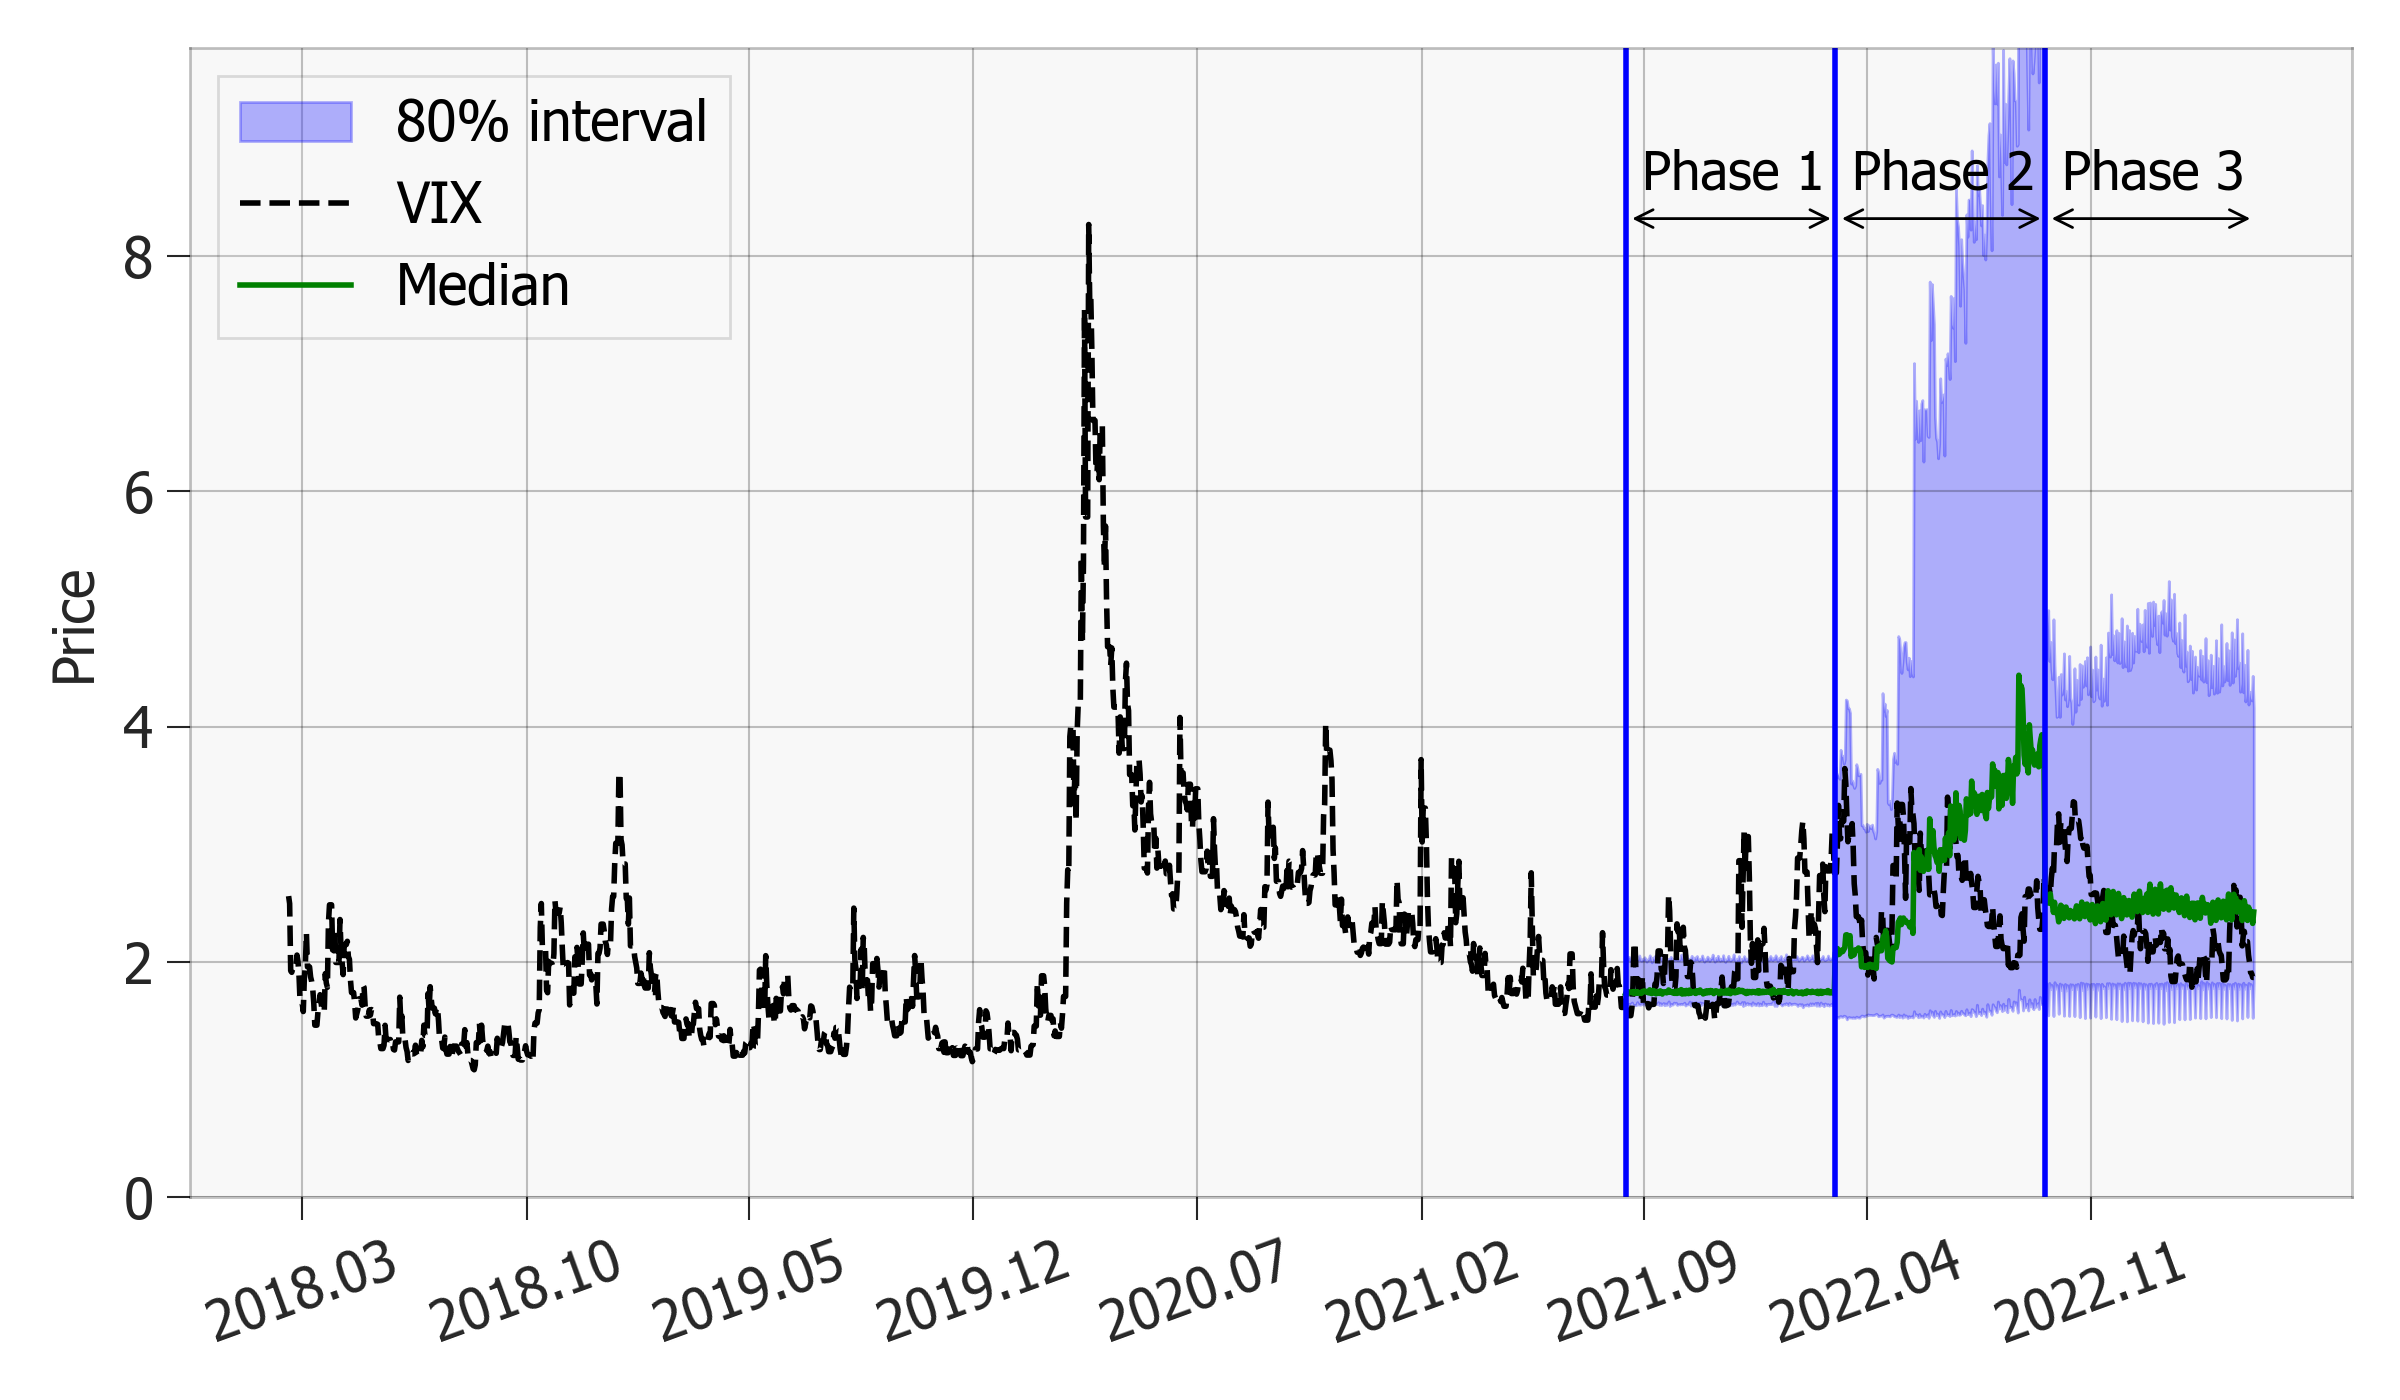 80% interval
VIX
Median
Phase 1
Phase 2
Phase 3
Price
8
6
4
2
0
2018.03
2018.10
2019.05
2019.12
2020.07
2021.02
2021.09
2022.04
2022.11